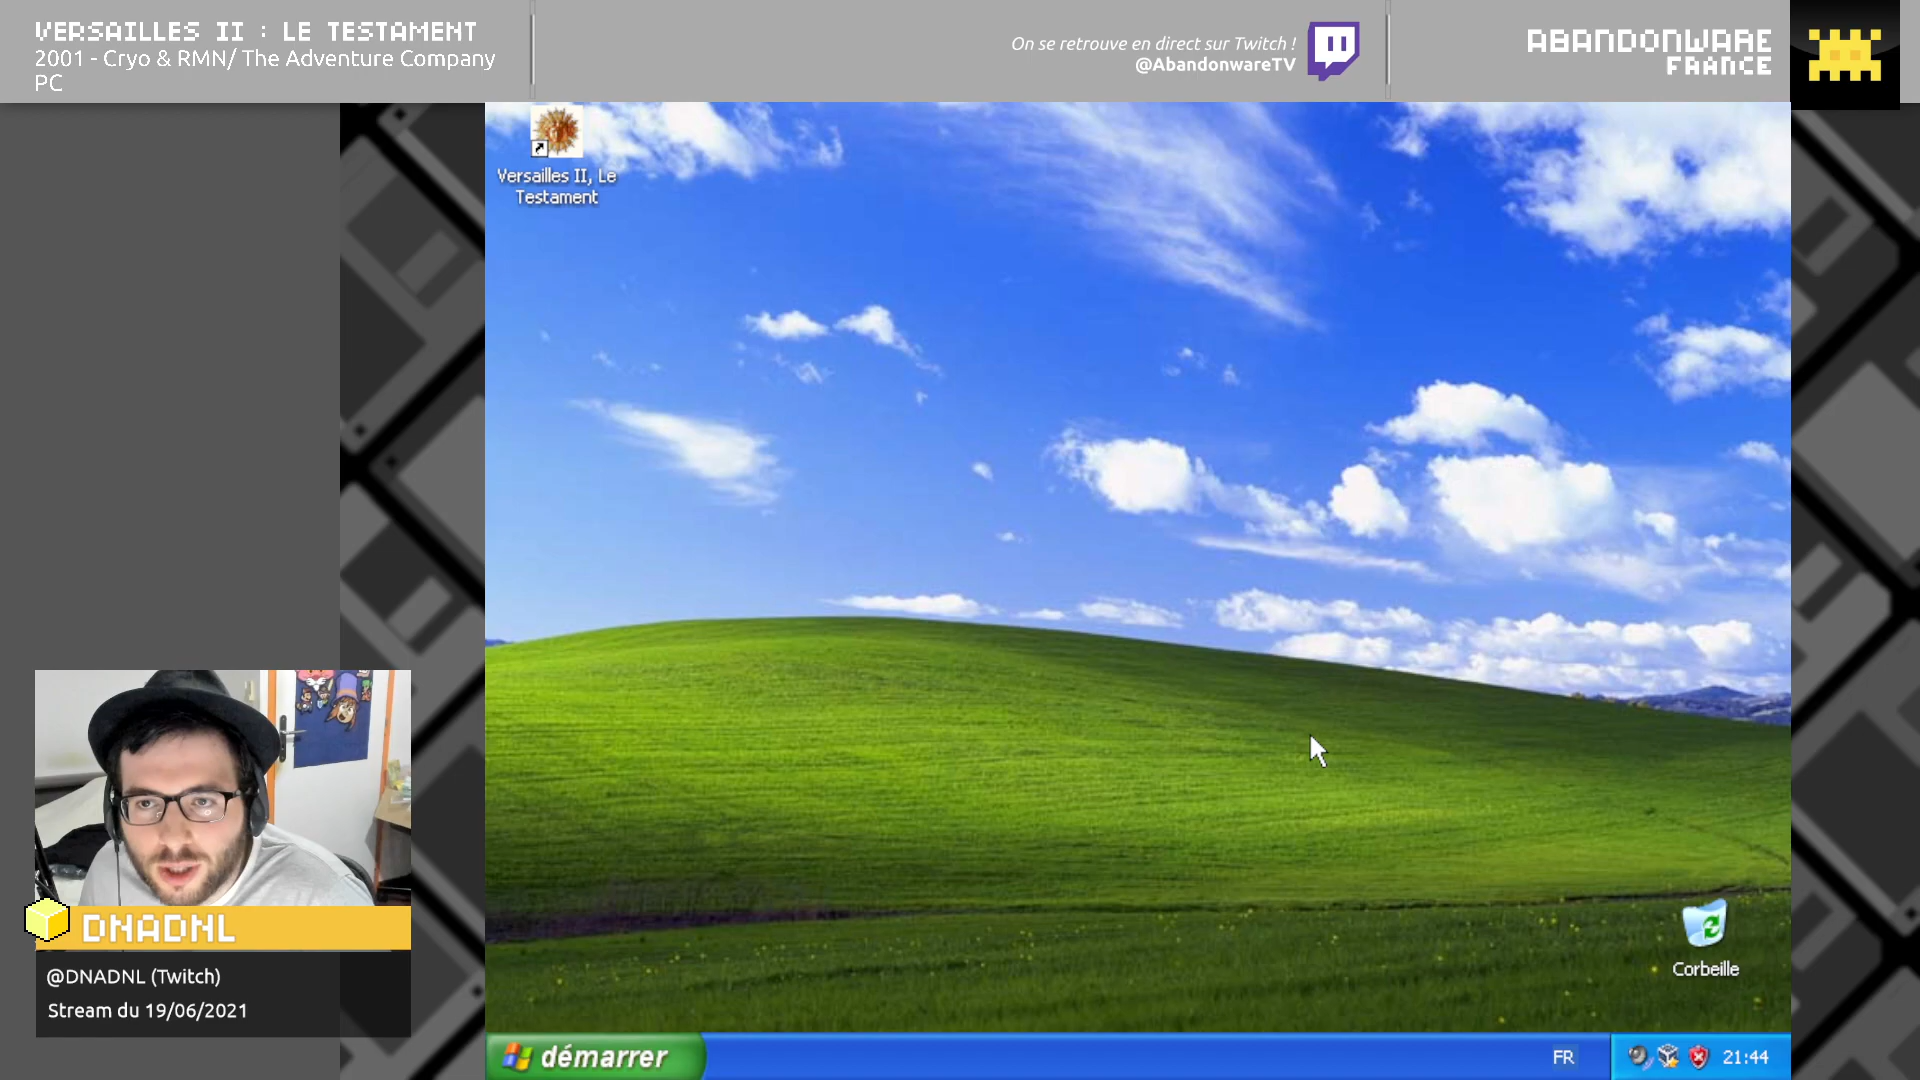 VERSAILLES II : LE TESTAMENT
2001 - Cryo & RMN/ The Adventure Company
PC
On se retrouve en direct sur Twitch !
@AbandonwareTV
ABANDONWARE
FRANCE
Versailles II, Le
Testament
Corbeille
DNADNL
@DNADNL (Twitch)
Stream du 19/06/2021
démarrer
FR
21:44